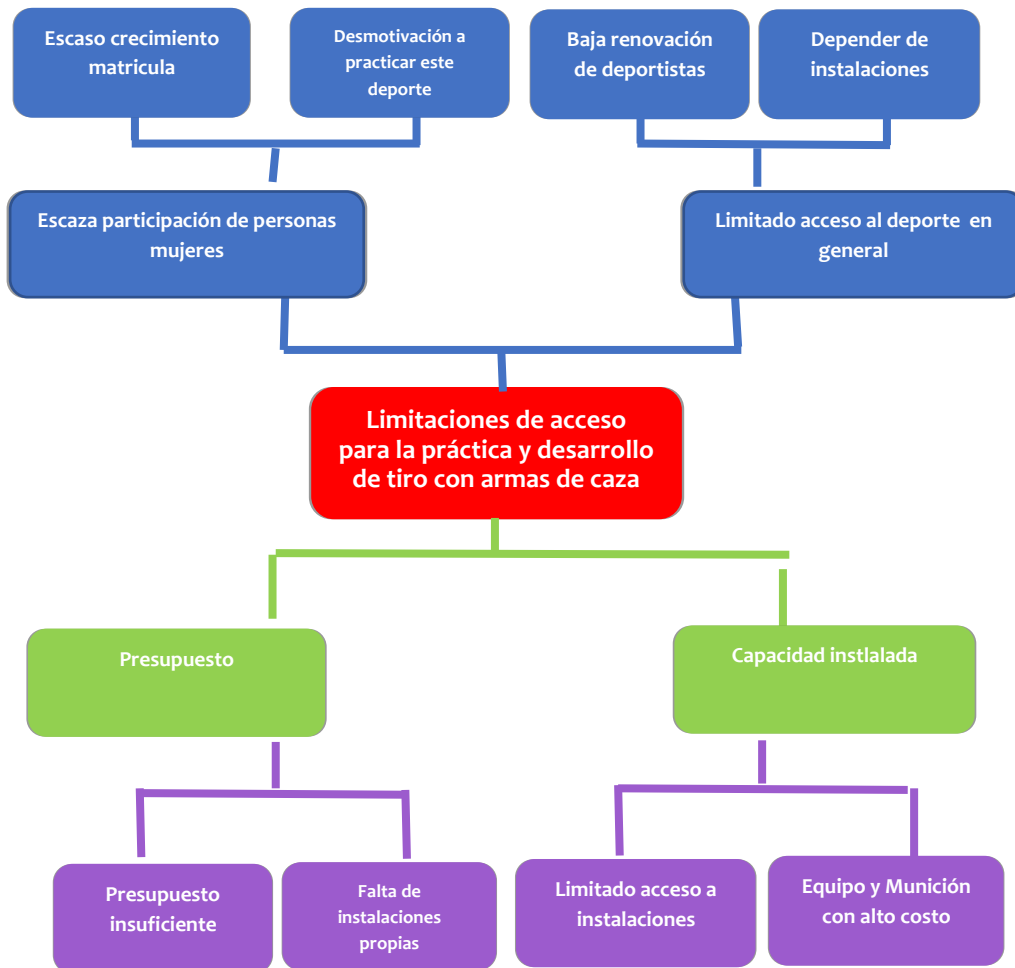 Escaso crecimiento
matricula
Desmotivación a
practicar este
deporte
Baja renovación
de deportistas
Depender de
instalaciones
Escaza participación de personas
mujeres
Limitado acceso al deporte en
general
Limitaciones de acceso
para la práctica y desarrollo
de tiro con armas de caza
Presupuesto
Capacidad instlalada
Presupuesto
insuficiente
Falta de
instalaciones
propias
Limitado acceso a
instalaciones
Equipo y Munición
con alto costo